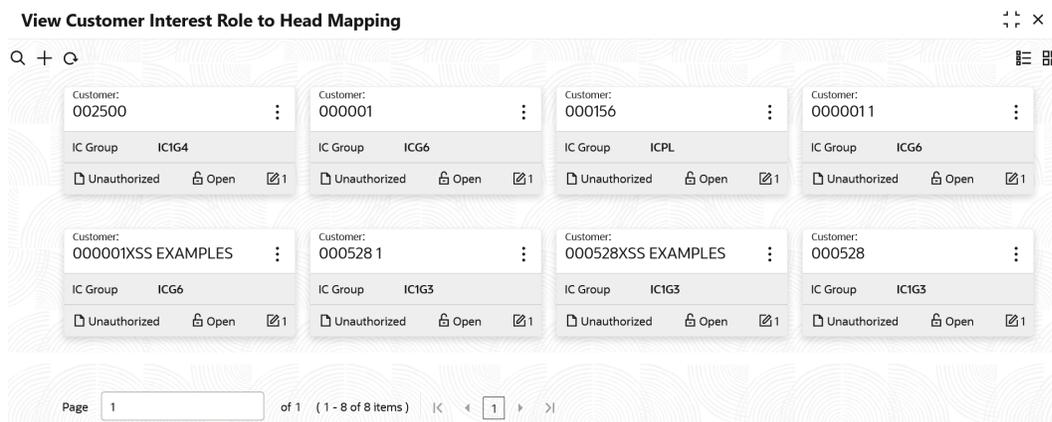 View Customer Interest Role to Head Mapping
Customer: Customer: Customer: Customer:
002500 000001 000156 000001 1
IC Group IC1G4 IC Group ICG6 IC Group ICPL IC Group ICG6
Unauthorized Open 1 Unauthorized Open 1 Unauthorized Open 1 Unauthorized Open 1
Customer: Customer: Customer: Customer:
000001XSS EXAMPLES 000528 1 000528XSS EXAMPLES 000528
IC Group ICG6 IC Group IC1G3 IC Group IC1G3 IC Group IC1G3
Unauthorized Open 1 Unauthorized Open 1 Unauthorized Open 1 Unauthorized Open 1
Page 1 of 1 ( 1 - 8 of 8 items ) 1